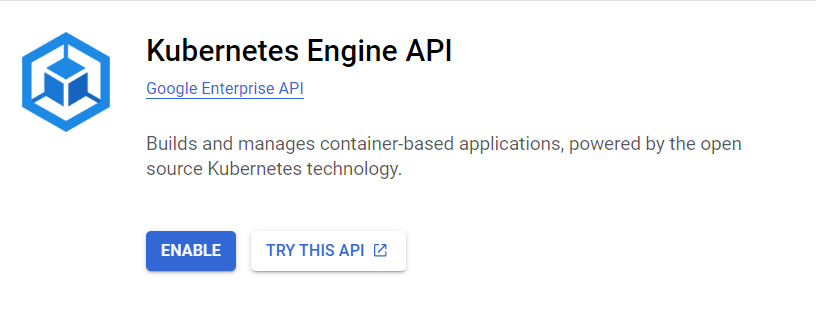 Kubernetes Engine API
Google Enterprise API
Builds and manages container-based applications, powered by the open
source Kubernetes technology.
ENABLE
TRY THIS API